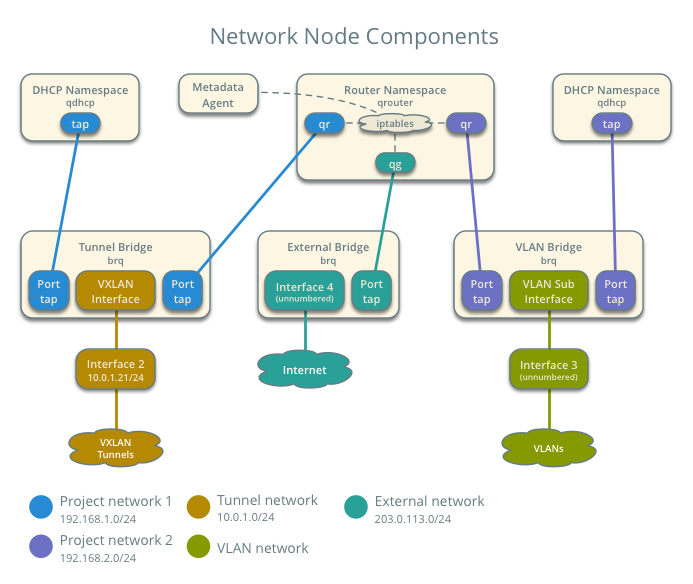 Network Node Components
DHCP Namespace
qdhcp
tap
Metadata
Agent
Router Namespace
qrouter
qr
iptables
qr
qg
DHCP Namespace
qdhcp
tap
Tunnel Bridge
brq
Port
tap
VXLAN
Interface
Port
tap
External Bridge
brq
Interface 4
(unnumbered)
Port
tap
VLAN Bridge
brq
Port
tap
VLAN Sub
Interface
Port
tap
Interface 2
10.0.1.21/24
Internet
Interface 3
(unnumbered)
VXLAN
Tunnels
VLANs
Project network 1
192.168.1.0/24
Tunnel network
10.0.1.0/24
External network
203.0.113.0/24
Project network 2
192.168.2.0/24
VLAN network